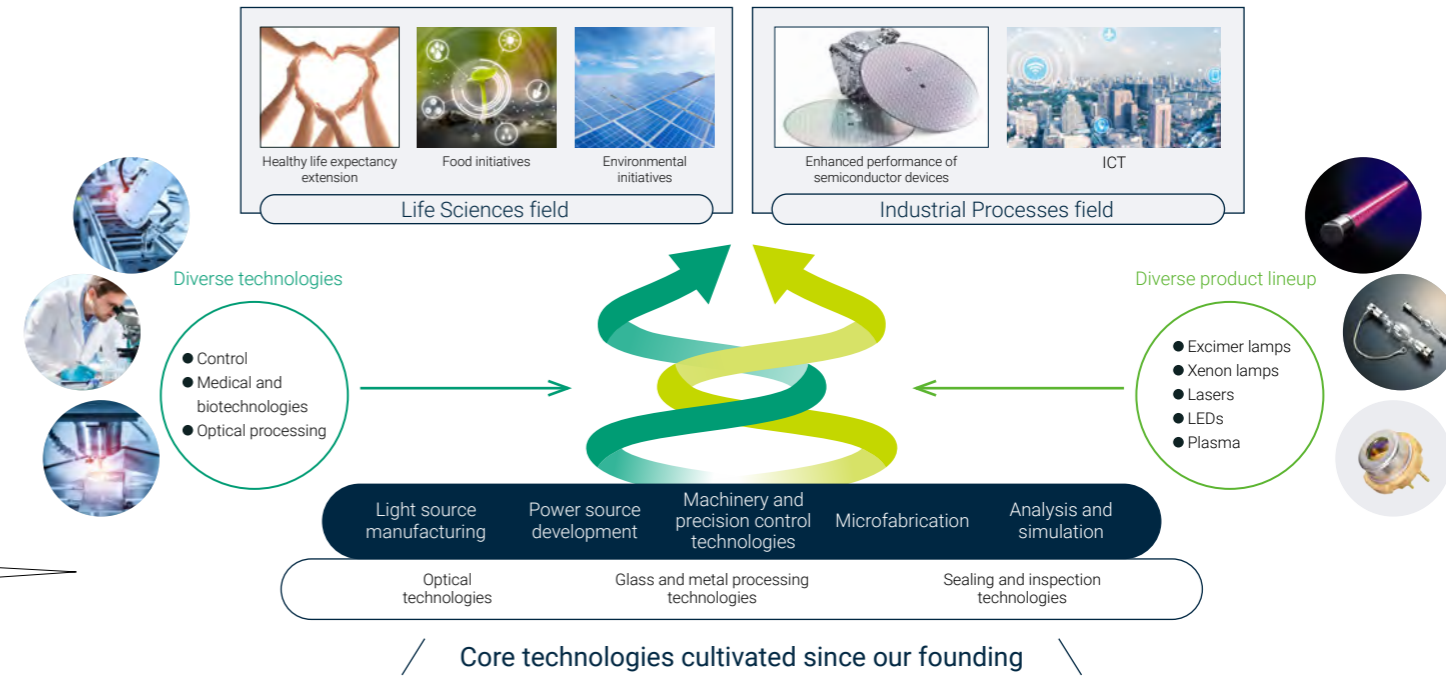 Healthy life expectancy
extension
Food initiatives
Environmental
initiatives
Life Sciences field
Enhanced performance of
semiconductor devices
ICT
Industrial Processes field
Diverse technologies
● Control
● Medical and
biotechnologies
● Optical processing
Diverse product lineup
● Excimer lamps
● Xenon lamps
● Lasers
● LEDs
● Plasma
Light source
manufacturing
Power source
development
Machinery and
precision control
technologies
Microfabrication
Analysis and
simulation
Optical
technologies
Glass and metal processing
technologies
Sealing and inspection
technologies
Core technologies cultivated since our founding